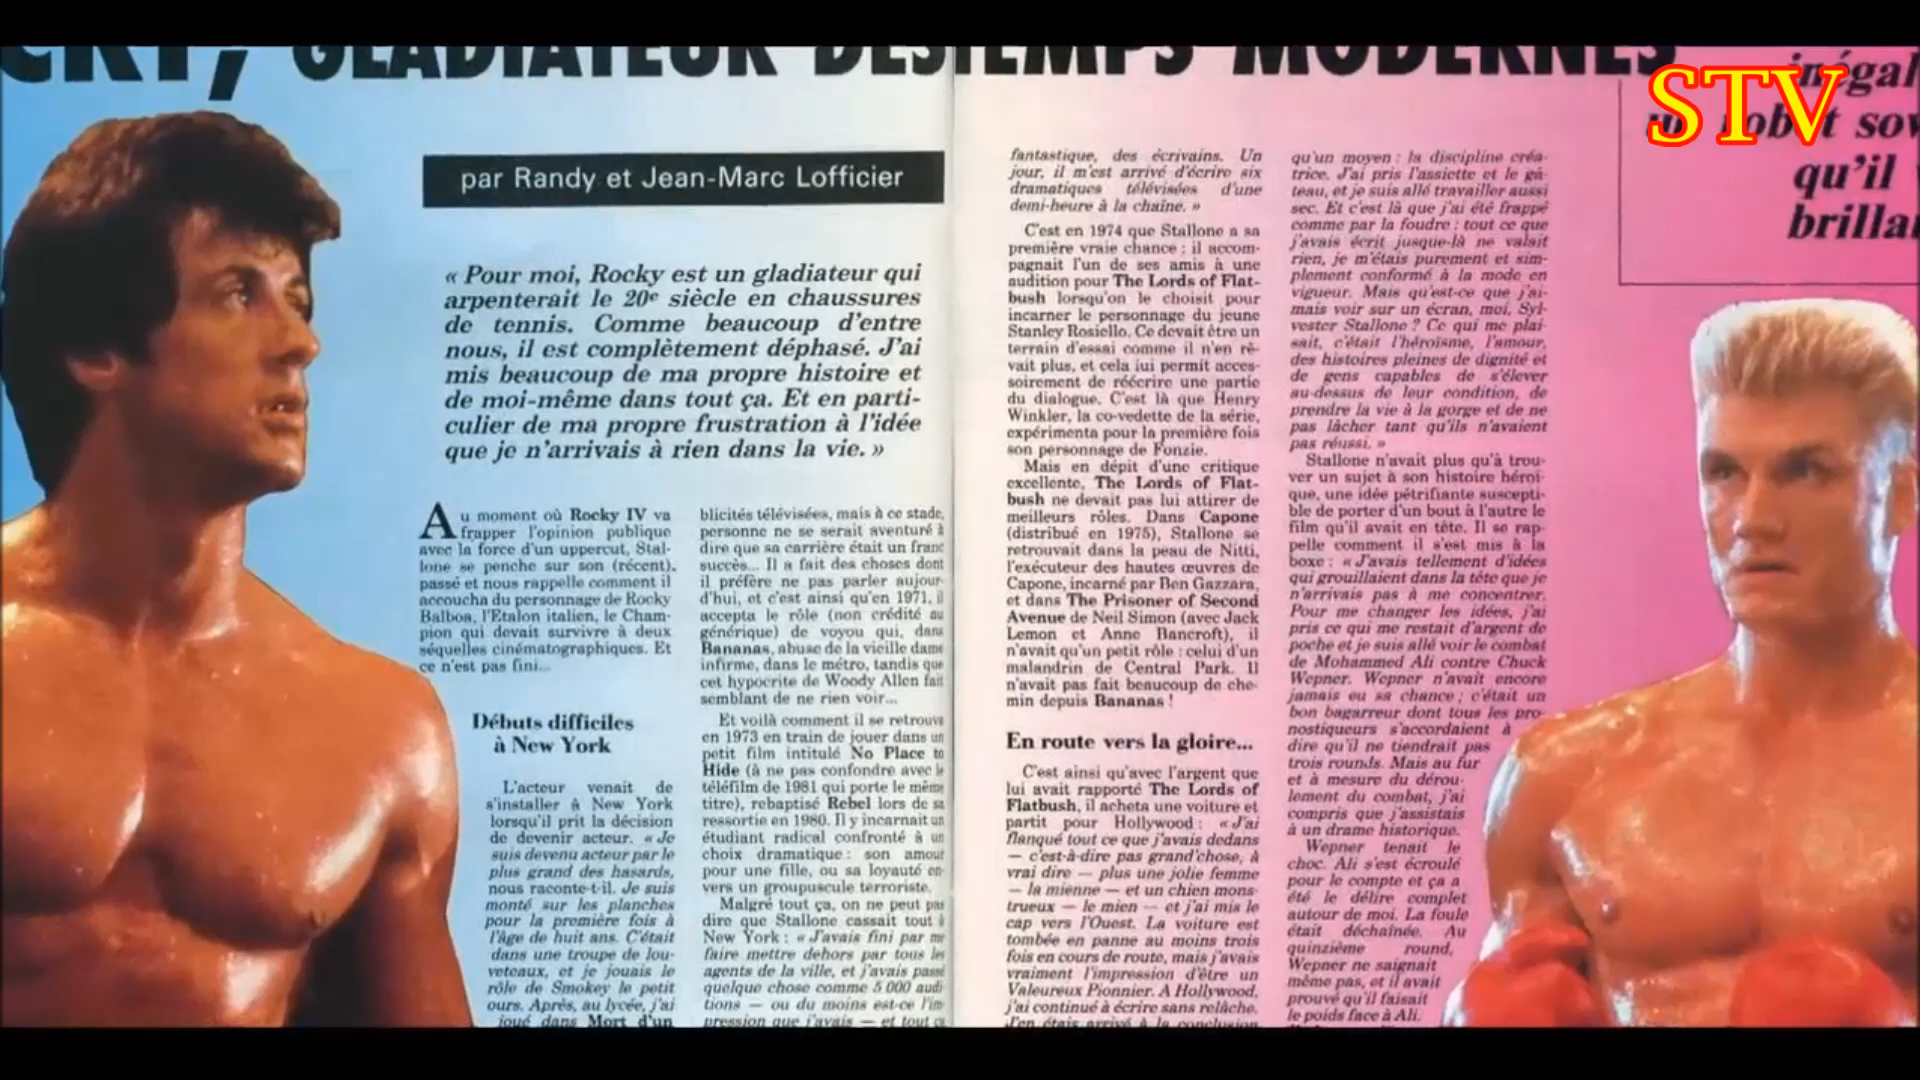 CKY, GLADIATEUR DES TEMPS MODERNES
STV
inégal
robot sov
qu'il
brilla
par Randy et Jean-Marc Lofficier
« Pour moi, Rocky est un gladiateur qui
arpenterait le 20e siècle en chaussures
de tennis. Comme beaucoup d'entre
nous, il est complètement déphasé. J'ai
mis beaucoup de ma propre histoire et
de moi-même dans tout ça. Et en parti-
culier de ma propre frustration à l'idée
que je n'arrivais à rien dans la vie. »
Au moment où Rocky IV va
frapper l'opinion publique
avec la force d'un uppercut, Stal-
lone se penche sur son (récent),
passé et nous rappelle comment il
accoucha du personnage de Rocky
Balboa, l'Etalon italien, le Cham-
pion qui devait survivre à deux
séquelles cinématographiques. Et
ce n'est pas fini...
Débuts difficiles
à New York
L'acteur venait de
s'installer à New York
lorsqu'il prit la décision
de devenir acteur. « Je
suis devenu acteur par le
plus grand des hasards,
nous raconte-t-il. Je suis
monté sur les planches
pour la première fois à
l'âge de huit ans. C'était
dans une troupe de lou-
veteaux, et je jouais le
rôle de Smokey le petit
ours. Après, au lycée, j'ai
joué dans Mort d'un
blicités télévisées, mais à ce stade,
personne ne se serait aventuré à
dire que sa carrière était un franc
succès... Il a fait des choses dont
il préfère ne pas parler aujour-
d'hui, et c'est ainsi qu'en 1971, il
accepta le rôle (non crédité au
générique) de voyou qui, dans
Bananas, abuse de la vieille dame
infirme, dans le métro, tandis que
cet hypocrite de Woody Allen fait
semblant de ne rien voir...
Et voilà comment il se retrouve
en 1973 en train de jouer dans un
petit film intitulé No Place to
Hide (à ne pas confondre avec le
téléfilm de 1981 qui porte le même
titre), rebaptisé Rebel lors de sa
ressortie en 1980. Il y incarnait un
étudiant radical confronté à un
choix dramatique : son amour
pour une fille, ou sa loyauté en-
vers un groupuscule terroriste.
Malgré tout ça, on ne peut pas
dire que Stallone cassait tout à
New York : « J'avais fini par me
faire mettre dehors par tous les
agents de la ville, et j'avais passé
quelque chose comme 5 000 audi
tions — ou du moins est-ce l'im
pression que j'avais — et tout ça
fantastique, des écrivains. Un
jour, il m'est arrivé d'écrire six
dramatiques télévisées d'une
demi-heure à la chaîne. »
C'est en 1974 que Stallone a sa
première vraie chance : il accom-
pagnait l'un de ses amis à une
audition pour The Lords of Flat-
bush lorsqu'on le choisit pour
incarner le personnage du jeune
Stanley Rosiello. Ce devait être un
terrain d'essai comme il n'en rê-
vait plus, et cela lui permit acces-
soirement de réécrire une partie
du dialogue. C'est là que Henry
Winkler, la co-vedette de la série,
expérimenta pour la première fois
son personnage de Fonzie.
Mais en dépit d'une critique
excellente, The Lords of Flat-
bush ne devait pas lui attirer de
meilleurs rôles. Dans Capone
(distribué en 1975), Stallone se
retrouvait dans la peau de Nitti,
l'exécuteur des hautes œuvres de
Capone, incarné par Ben Gazzara,
et dans The Prisoner of Second
Avenue de Neil Simon (avec Jack
Lemon et Anne Bancroft), il
n'avait qu'un petit rôle : celui d'un
malandrin de Central Park. Il
n'avait pas fait beaucoup de che-
min depuis Bananas !
En route vers la gloire...
C'est ainsi qu'avec l'argent que
lui avait rapporté The Lords of
Flatbush, il acheta une voiture et
partit pour Hollywood : « J'ai
flanqué tout ce que j'avais dedans
— c'est-à-dire pas grand'chose, à
vrai dire — plus une jolie femme
— la mienne — et un chien mons-
trueux — le mien — et j'ai mis le
cap vers l'Ouest. La voiture est
tombée en panne au moins trois
fois en cours de route, mais j'avais
vraiment l'impression d'être un
Valeureux Pionnier. A Hollywood,
j'ai continué à écrire sans relâche.
J'en étais arrivé à la conclusion
qu'un moyen : la discipline créa-
trice. J'ai pris l'assiette et le gâ-
teau, et je suis allé travailler aussi
sec. Et c'est là que j'ai été frappé
comme par la foudre : tout ce que
j'avais écrit jusque-là ne valait
rien, je m'étais purement et sim-
plement conformé à la mode en
vigueur. Mais qu'est-ce que j'ai-
mais voir sur un écran, moi, Syl-
vester Stallone ? Ce qui me plai-
sait, c'était l'héroïsme, l'amour,
des histoires pleines de dignité et
de gens capables de s'élever
au-dessus de leur condition, de
prendre la vie à la gorge et de ne
pas lâcher tant qu'ils n'avaient
pas réussi. »
Stallone n'avait plus qu'à trou-
ver un sujet à son histoire héroï-
que, une idée pétrifiante suscepti-
ble de porter d'un bout à l'autre le
film qu'il avait en tête. Il se rap-
pelle comment il s'est mis à la
boxe : « J'avais tellement d'idées
qui grouillaient dans la tête que je
n'arrivais pas à me concentrer.
Pour me changer les idées, j'ai
pris ce qui me restait d'argent de
poche et je suis allé voir le combat
de Mohammed Ali contre Chuck
Wepner. Wepner n'avait encore
jamais eu sa chance ; c'était un
bon bagarreur dont tous les pro-
nostiqueurs s'accordaient à
dire qu'il ne tiendrait pas
trois rounds. Mais au fur
et à mesure du dérou-
lement du combat, j'ai
compris que j'assistais
à un drame historique.
Wepner tenait le
choc. Ali s'est écroulé
pour le compte et ça a
été le délire complet
autour de moi. La foule
était déchaînée. Au
quinzième round,
Wepner ne saignait
même pas, et il avait
prouvé qu'il faisait
le poids face à Ali.